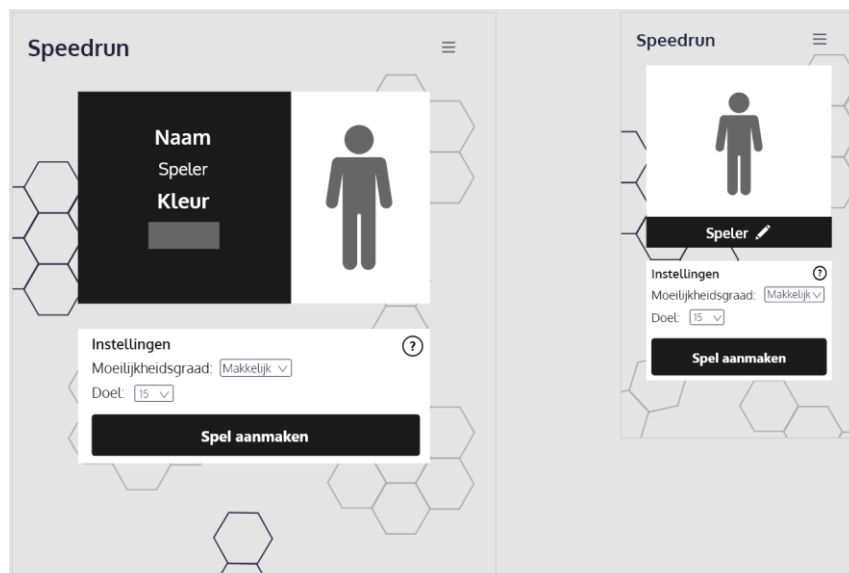 Speedrun
Naam
Speler
Kleur
Instellingen
?
Moeilijkheidsgraad: Makkelijk
Doel: 15
Spel aanmaken
Speedrun
Speler
Instellingen
?
Moeilijkheidsgraad: Makkelijk
Doel: 15
Spel aanmaken